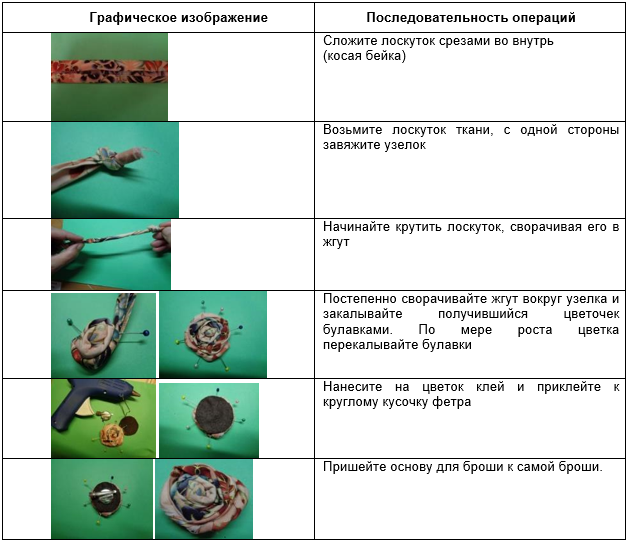 Графическое изображение
Последовательность операций
Сложите лоскуток срезами во внутрь
(косая бейка)
Возьмите лоскуток ткани, с одной стороны
завяжите узелок
Начинайте крутить лоскуток, сворачивая его в
жгут
Постепенно сворачивайте жгут вокруг узелка и
закалывайте получившийся цветочек
булавками. По мере роста цветка
перекалывайте булавки
Нанесите на цветок клей и приклейте к
круглому кусочку фетра
Пришейте основу для броши к самой броши.